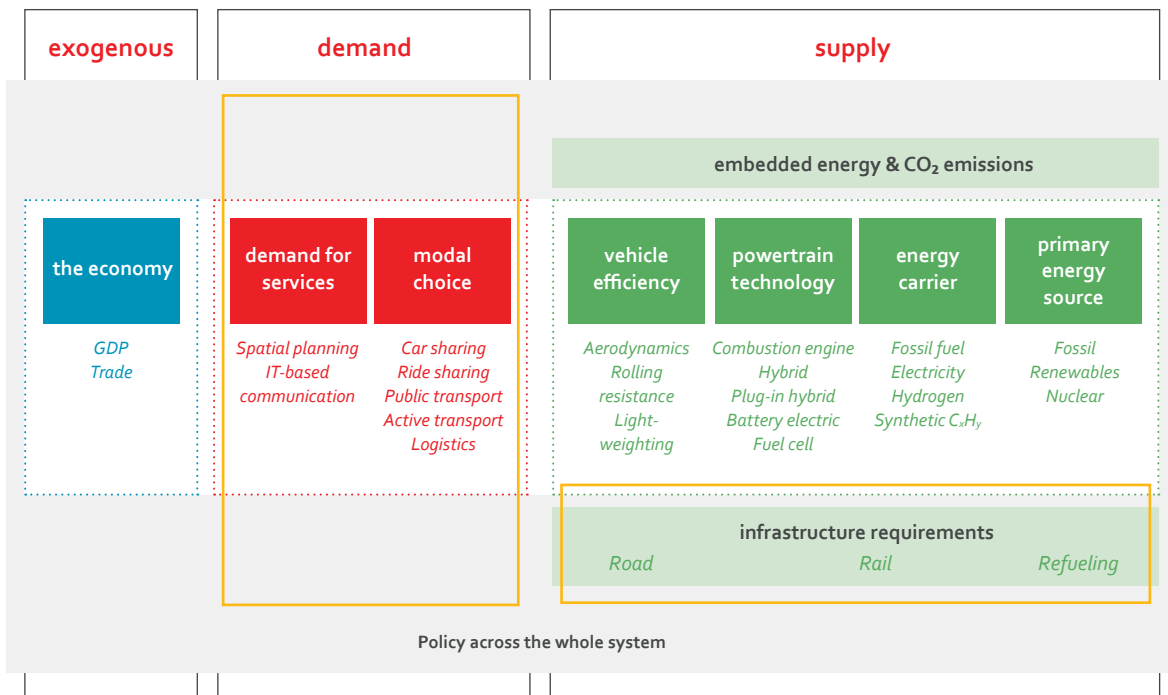 exogenous
demand
supply
embedded energy & CO₂ emissions
the economy
GDP
Trade
demand for
services
Spatial planning
IT-based
communication
modal
choice
Car sharing
Ride sharing
Public transport
Active transport
Logistics
vehicle
efficiency
Aerodynamics
Rolling
resistance
Light-
weighting
powertrain
technology
Combustion engine
Hybrid
Plug-in hybrid
Battery electric
Fuel cell
energy
carrier
Fossil fuel
Electricity
Hydrogen
Synthetic CₓHᵧ
primary
energy
source
Fossil
Renewables
Nuclear
infrastructure requirements
Road
Rail
Refueling
Policy across the whole system